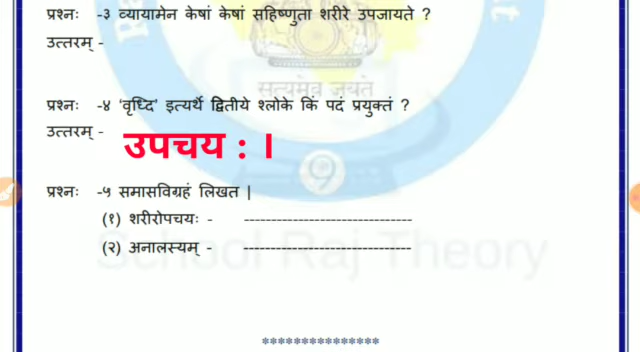 प्रश्नः -३ व्यायामेन केषां केषां सहिष्णुता शरीरे उपजायते ?
उत्तरम् -
सत्यमेव जयते
प्रश्नः -४ 'वृध्दि' इत्यर्थे द्वितीये श्लोके किं पदं प्रयुक्तं ?
उत्तरम् -
उपचय : ।
९
प्रश्नः -५ समासविग्रहं लिखत |
(१) शरीरोपचयः - --------------------------------
(२) अनालस्यम् - --------------------------------
School Raj Theory
***************